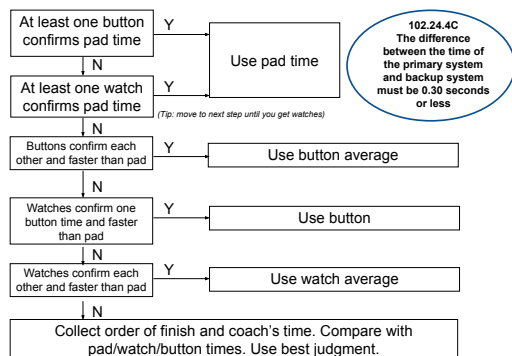 At least one button
confirms pad time
Y
Use pad time
102.24.4C
The difference
between the time of
the primary system
and backup system
must be 0.30 seconds
or less
N
At least one watch
confirms pad time
Y
(Tip: move to next step until you get watches)
N
Buttons confirm each
other and faster than pad
Y
Use button average
N
Watches confirm one
button time and faster
than pad
Y
Use button
N
Watches confirm each
other and faster than pad
Y
Use watch average
N
Collect order of finish and coach's time. Compare with
pad/watch/button times. Use best judgment.